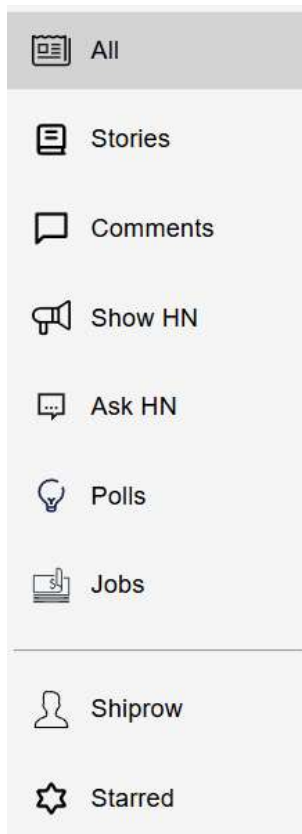 All
Stories
Comments
Show HN
Ask HN
Polls
Jobs
Shiprow
Starred